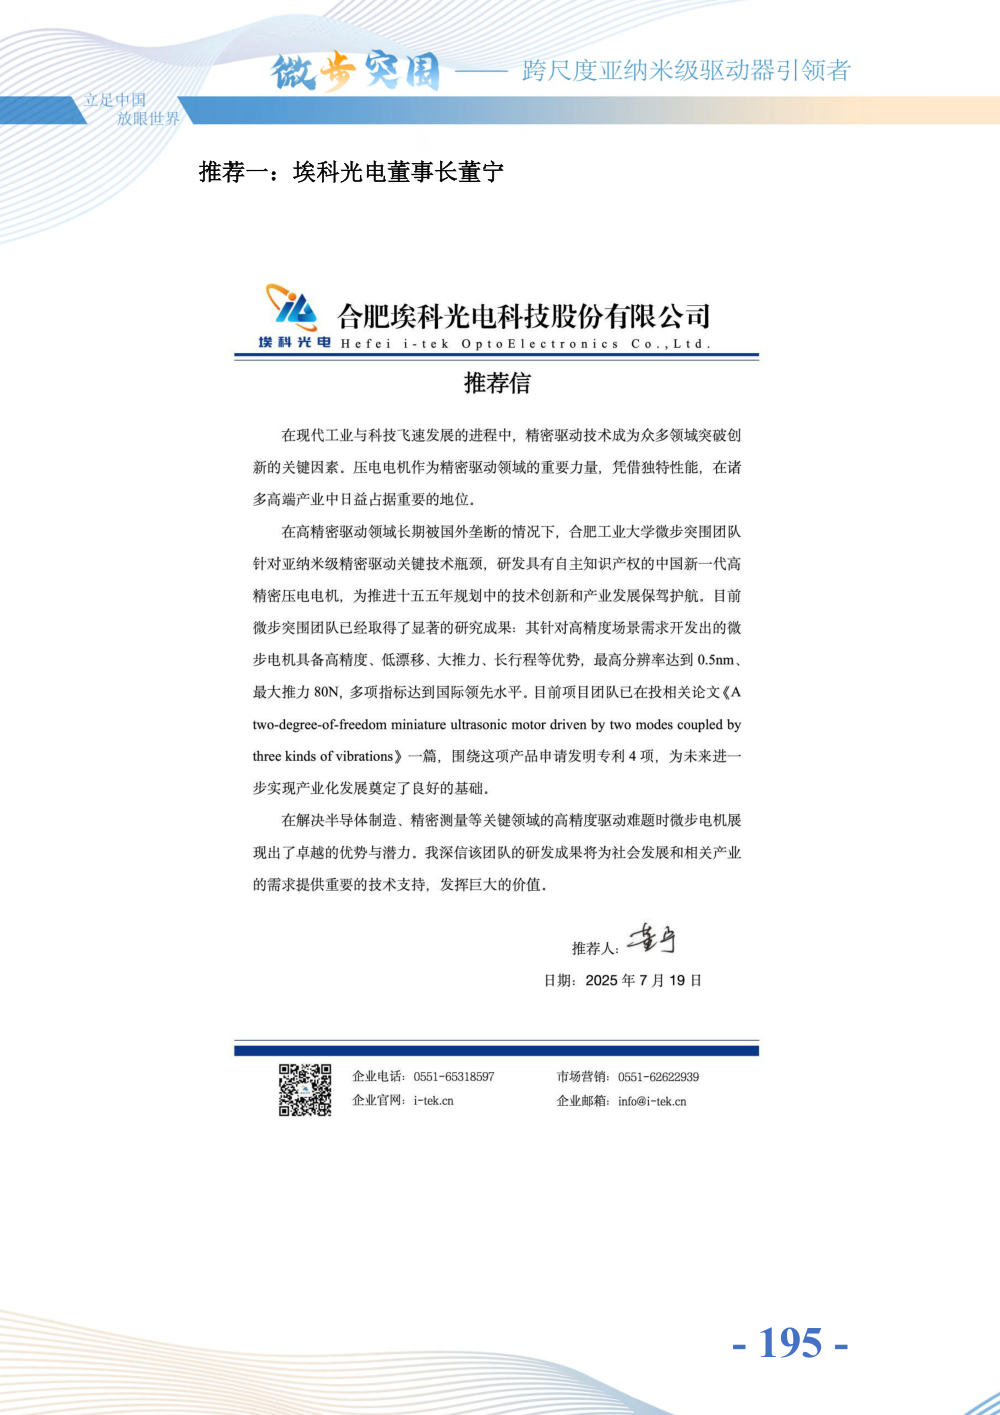 微步突围 —— 跨尺度亚纳米级驱动器引领者
立足中国
放眼世界
推荐一：埃科光电董事长董宁
埃科光电
合肥埃科光电科技股份有限公司
Hefei i-tek OptoElectronics Co.,Ltd.
推荐信
在现代工业与科技飞速发展的进程中，精密驱动技术成为众多领域突破创
新的关键因素。压电电机作为精密驱动领域的重要力量，凭借独特性能，在诸
多高端产业中日益占据重要的地位。
在高精密驱动领域长期被国外垄断的情况下，合肥工业大学微步突围团队
针对亚纳米级精密驱动关键技术瓶颈，研发具有自主知识产权的中国新一代高
精密压电电机，为推进十五五年规划中的技术创新和产业发展保驾护航。目前
微步突围团队已经取得了显著的研究成果：其针对高精度场景需求开发出的微
步电机具备高精度、低漂移、大推力、长行程等优势，最高分辨率达到 0.5nm、
最大推力 80N，多项指标达到国际领先水平。目前项目团队已在投相关论文《A
two-degree-of-freedom miniature ultrasonic motor driven by two modes coupled by
three kinds of vibrations》一篇，围绕这项产品申请发明专利 4 项，为未来进一
步实现产业化发展奠定了良好的基础。
在解决半导体制造、精密测量等关键领域的高精度驱动难题时微步电机展
现出了卓越的优势与潜力。我深信该团队的研发成果将为社会发展和相关产业
的需求提供重要的技术支持，发挥巨大的价值。
推荐人：董宁
日期：2025 年 7 月 19 日
企业电话：0551-65318597
市场营销：0551-62622939
企业官网：i-tek.cn
企业邮箱：info@i-tek.cn
- 195 -